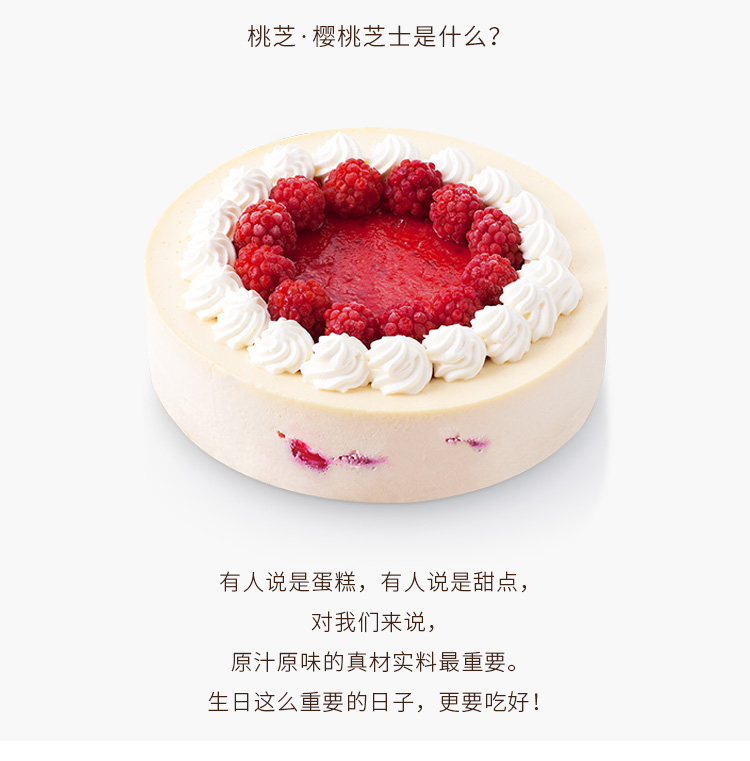 桃芝·樱桃芝士是什么？
有人说是蛋糕，有人说是甜点，
对我们来说，
原汁原味的真材实料最重要。
生日这么重要的日子，更要吃好！